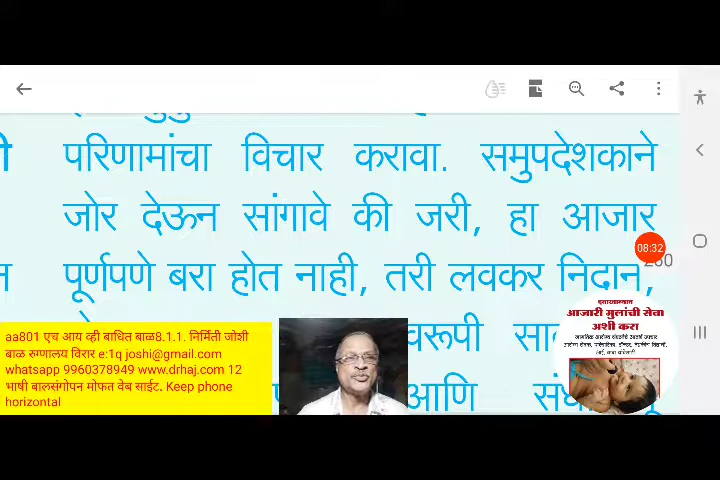 परिणामांचा विचार करावा. समुपदेशकाने
जोर देऊन सांगावे की जरी, हा आजार
पूर्णपणे बरा होत नाही, तरी लवकर निदान,
आणि
08:32
aa801 एच आय व्ही बाधित बाळ8.1.1. निर्मिती जोशी
बाळ रुग्णालय विरार e:1q joshi@gmail.com
whatsapp 9960378949 www.drhaj.com 12
भाषी बालसंगोपन मोफत वेब साईट. Keep phone
horizontal
आजारी मुलांची सेवा
अशी करा